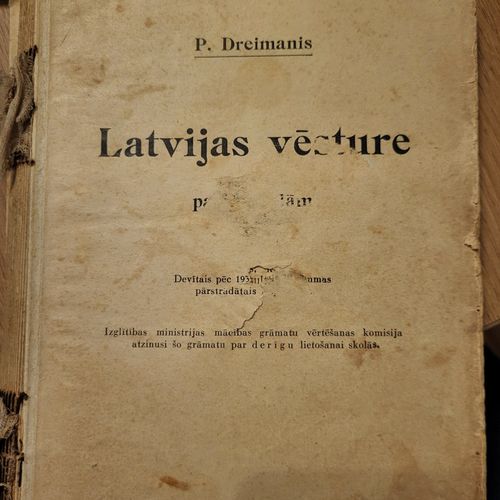 P. Dreimanis
Latvijas vēsture
Devītais pēc
pārstrādātais
Izglītības ministrijas mācības grāmatu vērtēšanas komisija
atzinusi šo grāmatu par derīgu lietošanai skolās.